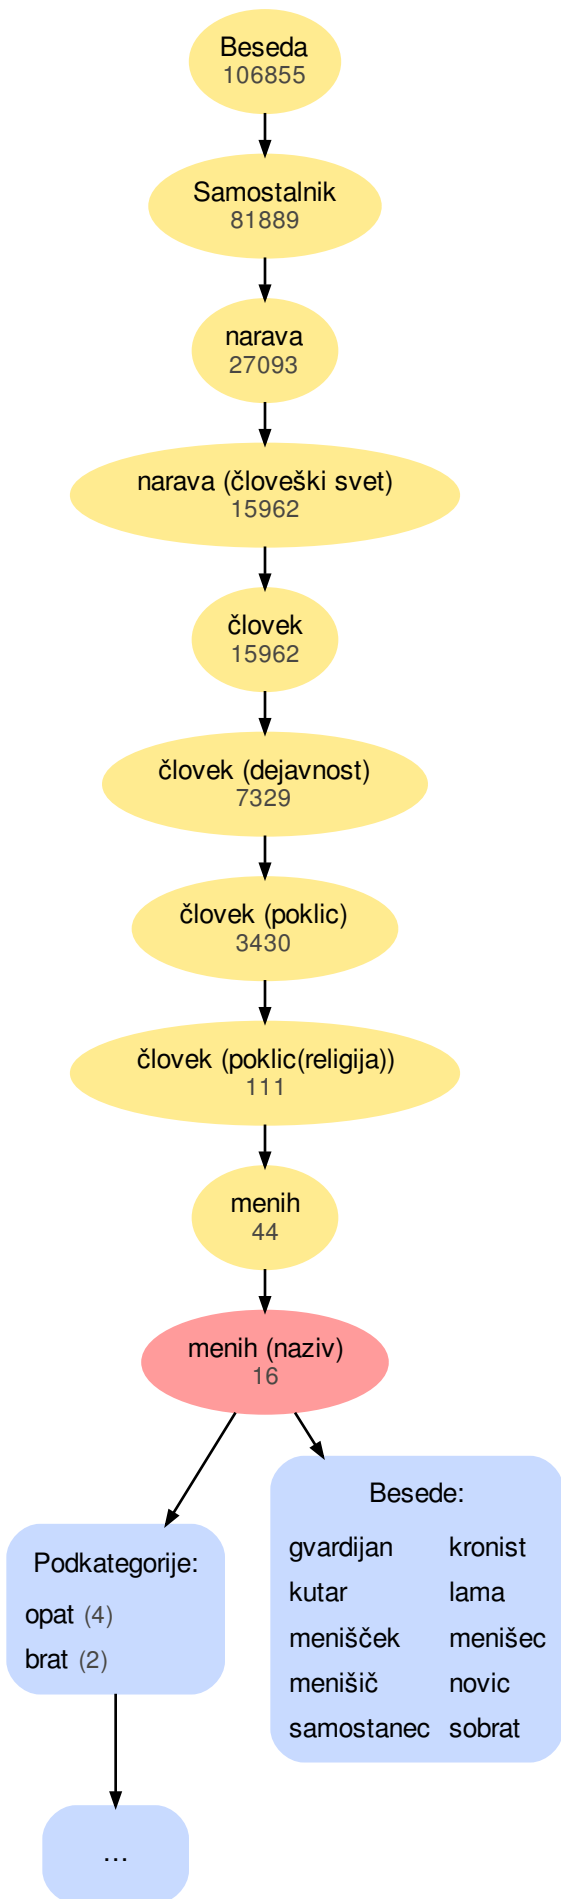 Beseda
106855
Samostalnik
81889
narava
27093
narava (človeški svet)
15962
človek
15962
človek (dejavnost)
7329
človek (poklic)
3430
človek (poklic(religija))
111
menih
44
menih (naziv)
16
Podkategorije:
opat (4)
brat (2)
...
Besede:
gvardijan kronist
kutar lama
menišček menišec
menišič novic
samostanec sobrat